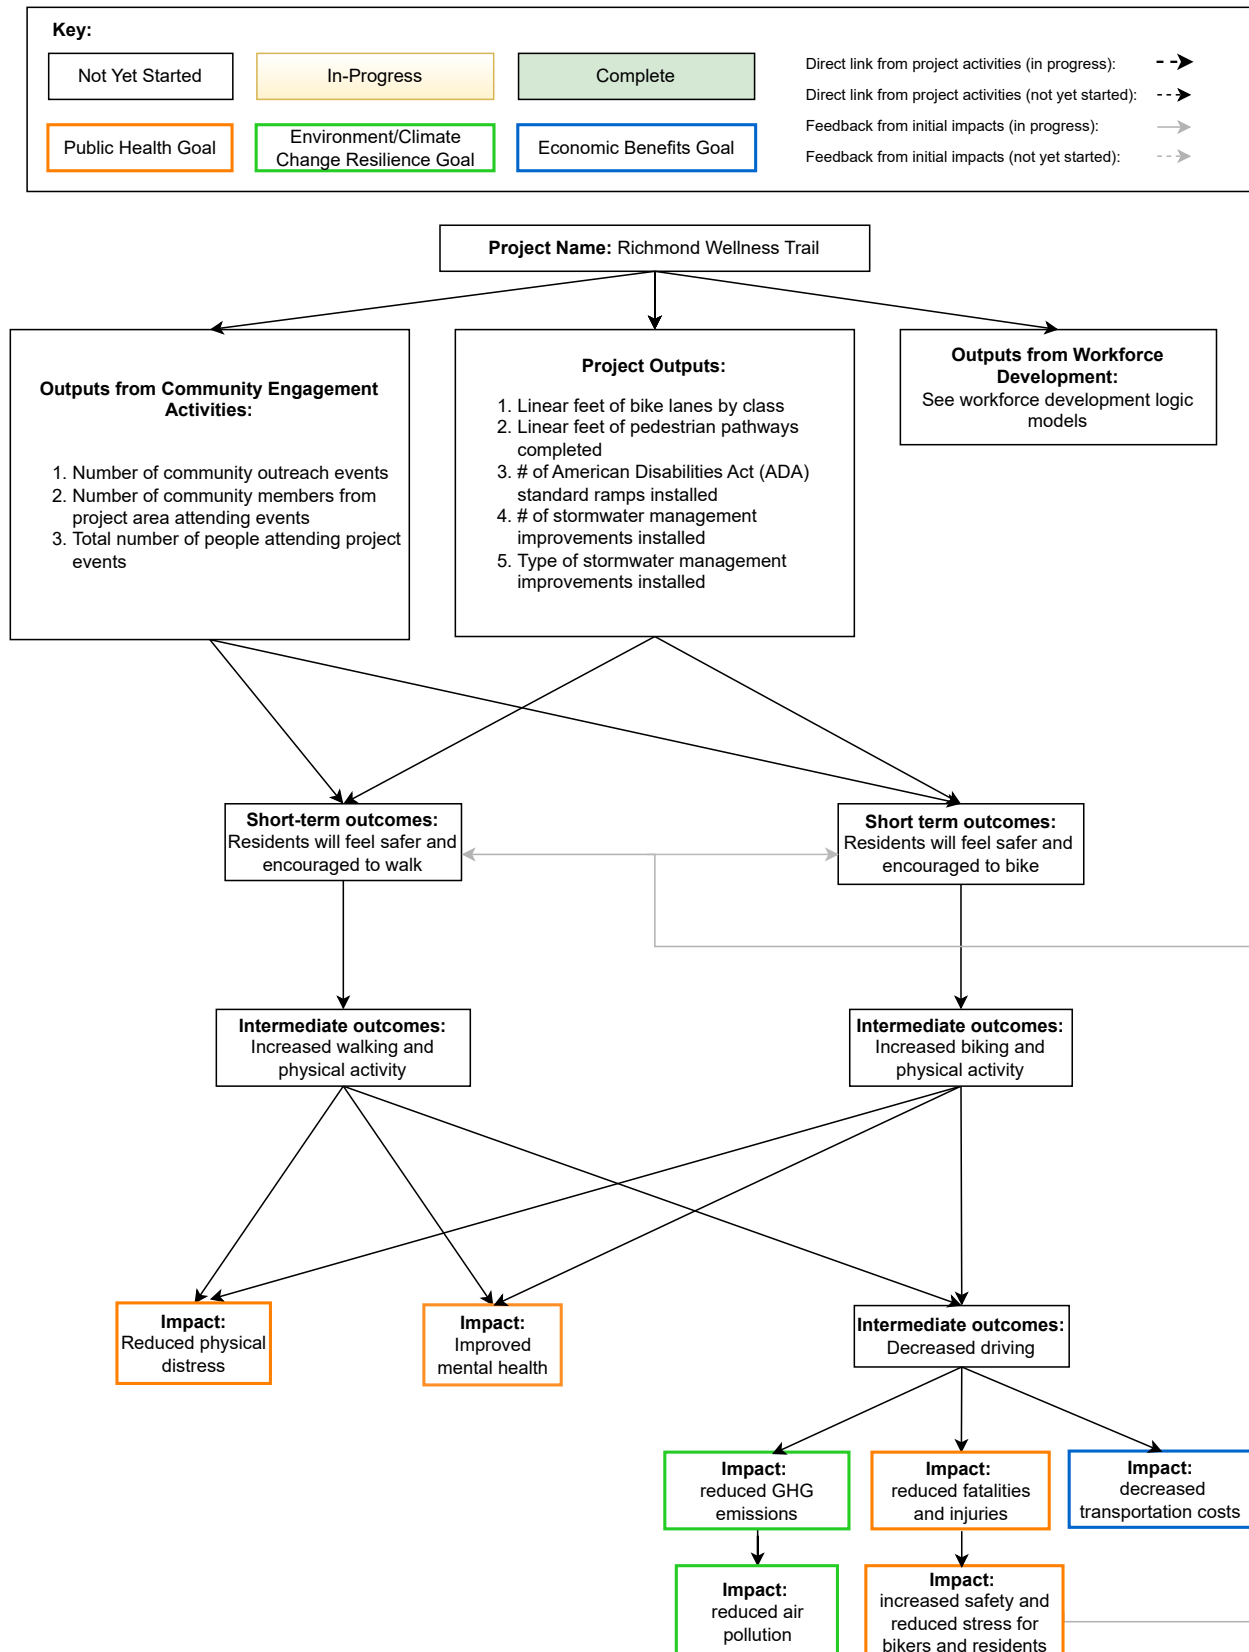 Key:
Not Yet Started
In-Progress
Complete
Public Health Goal
Environment/Climate
Change Resilience Goal
Economic Benefits Goal
Direct link from project activities (in progress):
Direct link from project activities (not yet started):
Feedback from initial impacts (in progress):
Feedback from initial impacts (not yet started):
Project Name: Richmond Wellness Trail
Outputs from Community Engagement
Activities:
1. Number of community outreach events
2. Number of community members from
project area attending events
3. Total number of people attending project
events
Project Outputs:
1. Linear feet of bike lanes by class
2. Linear feet of pedestrian pathways
completed
3. # of American Disabilities Act (ADA)
standard ramps installed
4. # of stormwater management
improvements installed
5. Type of stormwater management
improvements installed
Outputs from Workforce
Development:
See workforce development logic
models
Short-term outcomes:
Residents will feel safer and
encouraged to walk
Short term outcomes:
Residents will feel safer and
encouraged to bike
Intermediate outcomes:
Increased walking and
physical activity
Intermediate outcomes:
Increased biking and
physical activity
Impact:
Reduced physical
distress
Impact:
Improved
mental health
Intermediate outcomes:
Decreased driving
Impact:
reduced GHG
emissions
Impact:
reduced fatalities
and injuries
Impact:
decreased
transportation costs
Impact:
reduced air
pollution
Impact:
increased safety and
reduced stress for
bikers and residents